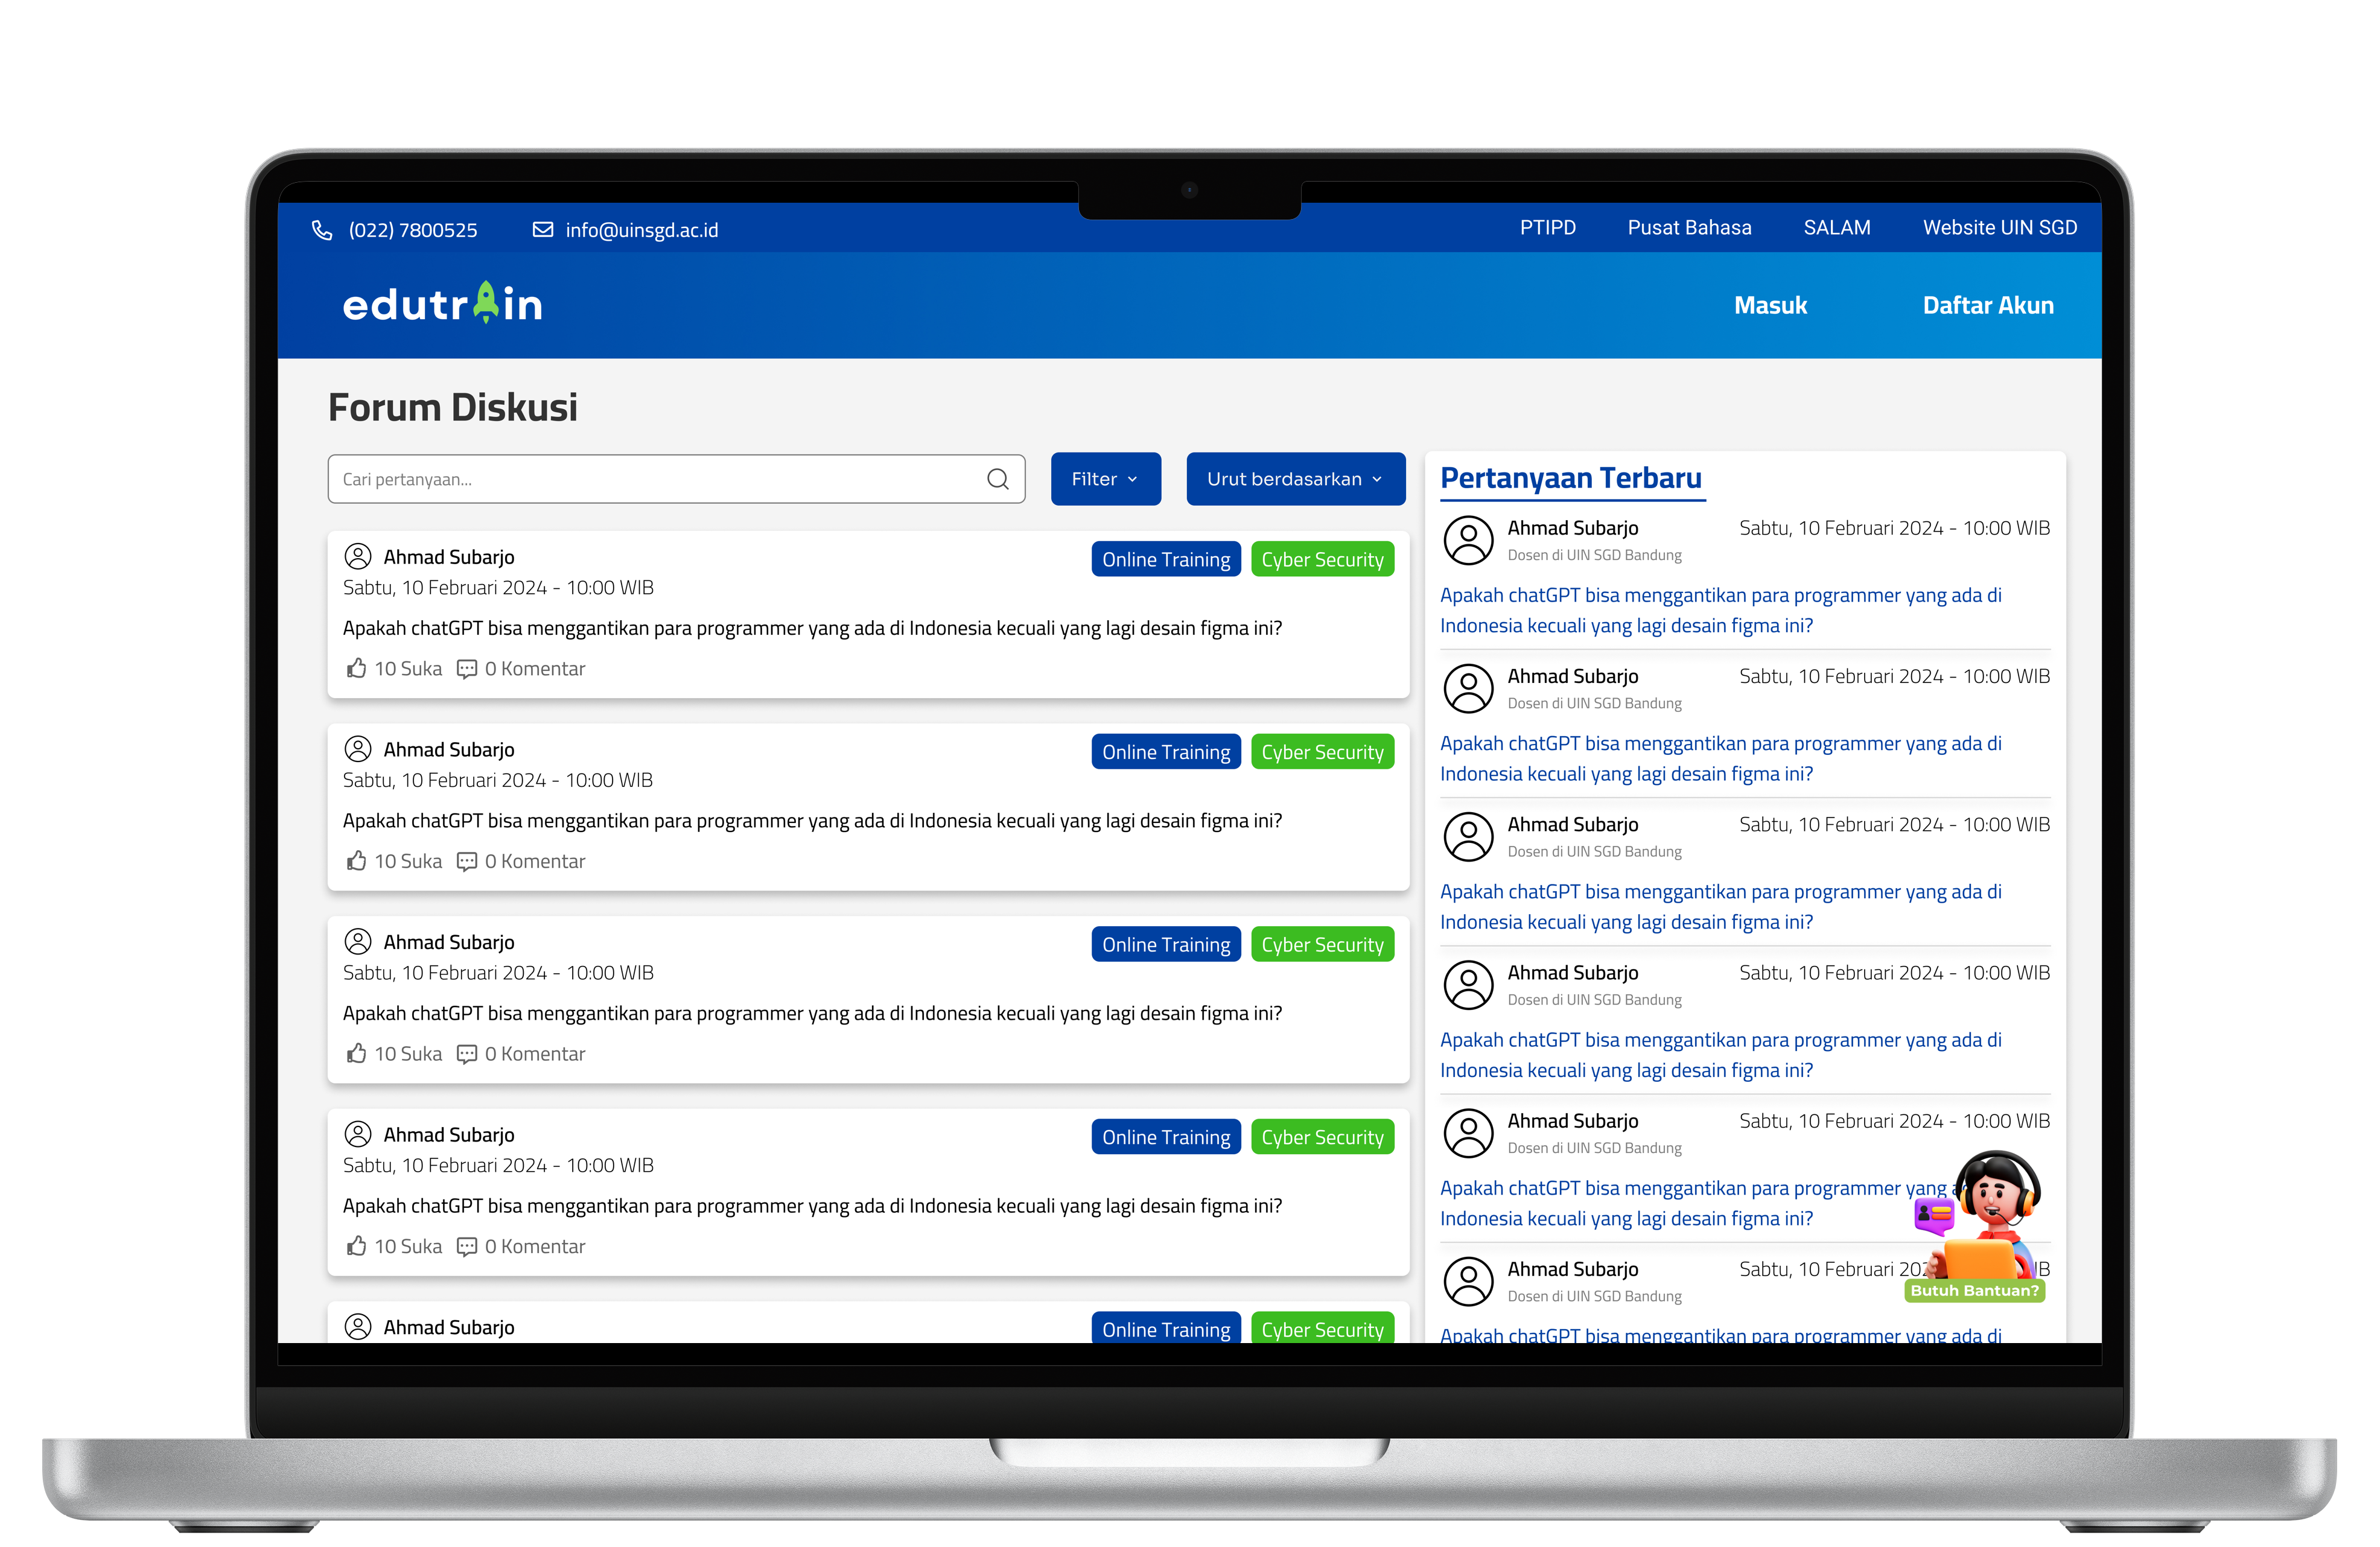 (022) 7800525
info@uinsgd.ac.id
PTIPD
Pusat Bahasa
SALAM
Website UIN SGD
edutrain
Masuk
Daftar Akun
Forum Diskusi
Cari pertanyaan...
Filter
Urut berdasarkan
Ahmad Subarjo
Online Training
Cyber Security
Sabtu, 10 Februari 2024 - 10:00 WIB
Apakah chatGPT bisa menggantikan para programmer yang ada di Indonesia kecuali yang lagi desain figma ini?
10 Suka
0 Komentar
Ahmad Subarjo
Online Training
Cyber Security
Sabtu, 10 Februari 2024 - 10:00 WIB
Apakah chatGPT bisa menggantikan para programmer yang ada di Indonesia kecuali yang lagi desain figma ini?
10 Suka
0 Komentar
Ahmad Subarjo
Online Training
Cyber Security
Sabtu, 10 Februari 2024 - 10:00 WIB
Apakah chatGPT bisa menggantikan para programmer yang ada di Indonesia kecuali yang lagi desain figma ini?
10 Suka
0 Komentar
Ahmad Subarjo
Online Training
Cyber Security
Sabtu, 10 Februari 2024 - 10:00 WIB
Apakah chatGPT bisa menggantikan para programmer yang ada di Indonesia kecuali yang lagi desain figma ini?
10 Suka
0 Komentar
Ahmad Subarjo
Online Training
Cyber Security
Pertanyaan Terbaru
Ahmad Subarjo
Sabtu, 10 Februari 2024 - 10:00 WIB
Dosen di UIN SGD Bandung
Apakah chatGPT bisa menggantikan para programmer yang ada di
Indonesia kecuali yang lagi desain figma ini?
Ahmad Subarjo
Sabtu, 10 Februari 2024 - 10:00 WIB
Dosen di UIN SGD Bandung
Apakah chatGPT bisa menggantikan para programmer yang ada di
Indonesia kecuali yang lagi desain figma ini?
Ahmad Subarjo
Sabtu, 10 Februari 2024 - 10:00 WIB
Dosen di UIN SGD Bandung
Apakah chatGPT bisa menggantikan para programmer yang ada di
Indonesia kecuali yang lagi desain figma ini?
Ahmad Subarjo
Sabtu, 10 Februari 2024 - 10:00 WIB
Dosen di UIN SGD Bandung
Apakah chatGPT bisa menggantikan para programmer yang ada di
Indonesia kecuali yang lagi desain figma ini?
Ahmad Subarjo
Sabtu, 10 Februari 2024 - 10:00 WIB
Dosen di UIN SGD Bandung
Apakah chatGPT bisa menggantikan para programmer yang
Indonesia kecuali yang lagi desain figma ini?
Ahmad Subarjo
Sabtu, 10 Februari
Dosen di UIN SGD Bandung
Apakah chatGPT bisa menggantikan para programmer yang ada di
Butuh Bantuan?